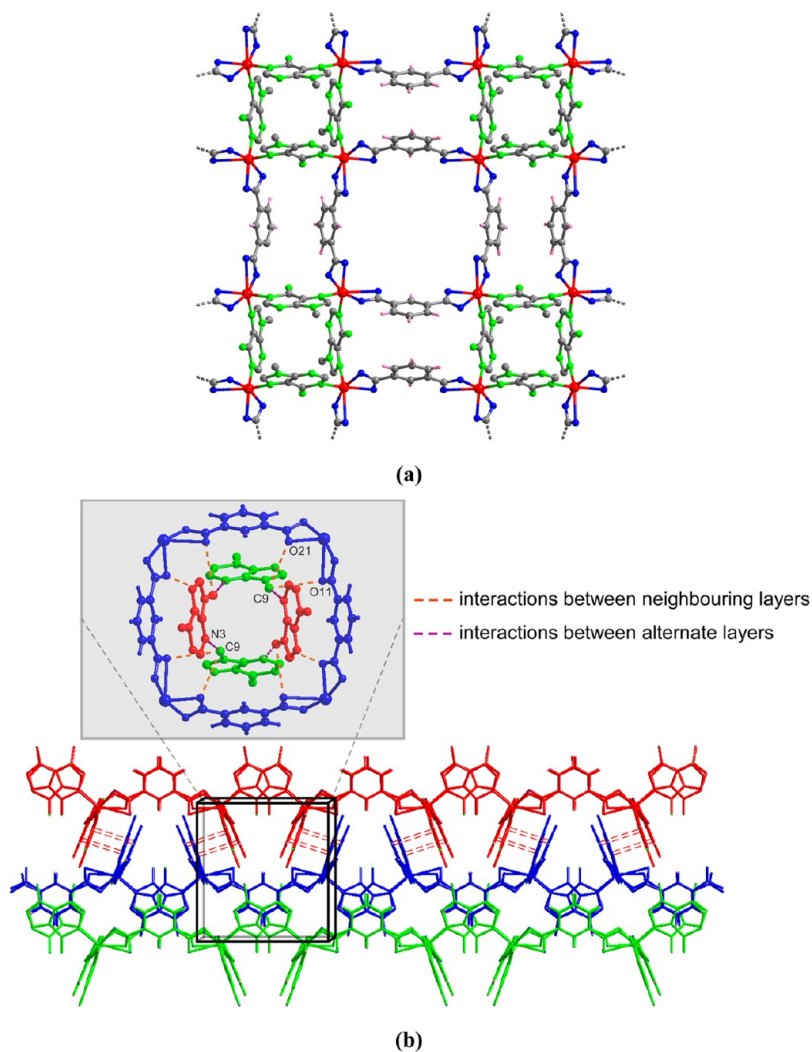 (a)
O21
C9
O11
N3
C9
interactions between neighbouring layers
interactions between alternate layers
(b)